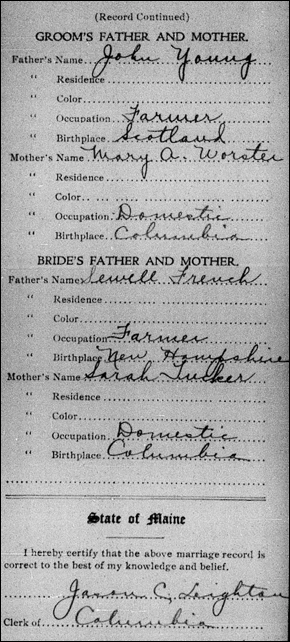 (Record Continued)
GROOM'S FATHER AND MOTHER.
Father's Name John Young
" Residence
" Color
" Occupation Farmer
" Birthplace Scotland
Mother's Name Mary A. Worster
" Residence
" Color
" Occupation Domestic
" Birthplace Columbia
BRIDE'S FATHER AND MOTHER.
Father's Name Jewell French
" Residence
" Color
" Occupation Farmer
" Birthplace New Hampshire
Mother's Name Sarah Tucker
" Residence
" Color
" Occupation Domestic
" Birthplace Columbia
State of Maine
I hereby certify that the above marriage record is
correct to the best of my knowledge and belief.
Jason C. Leighton
Clerk of Columbia